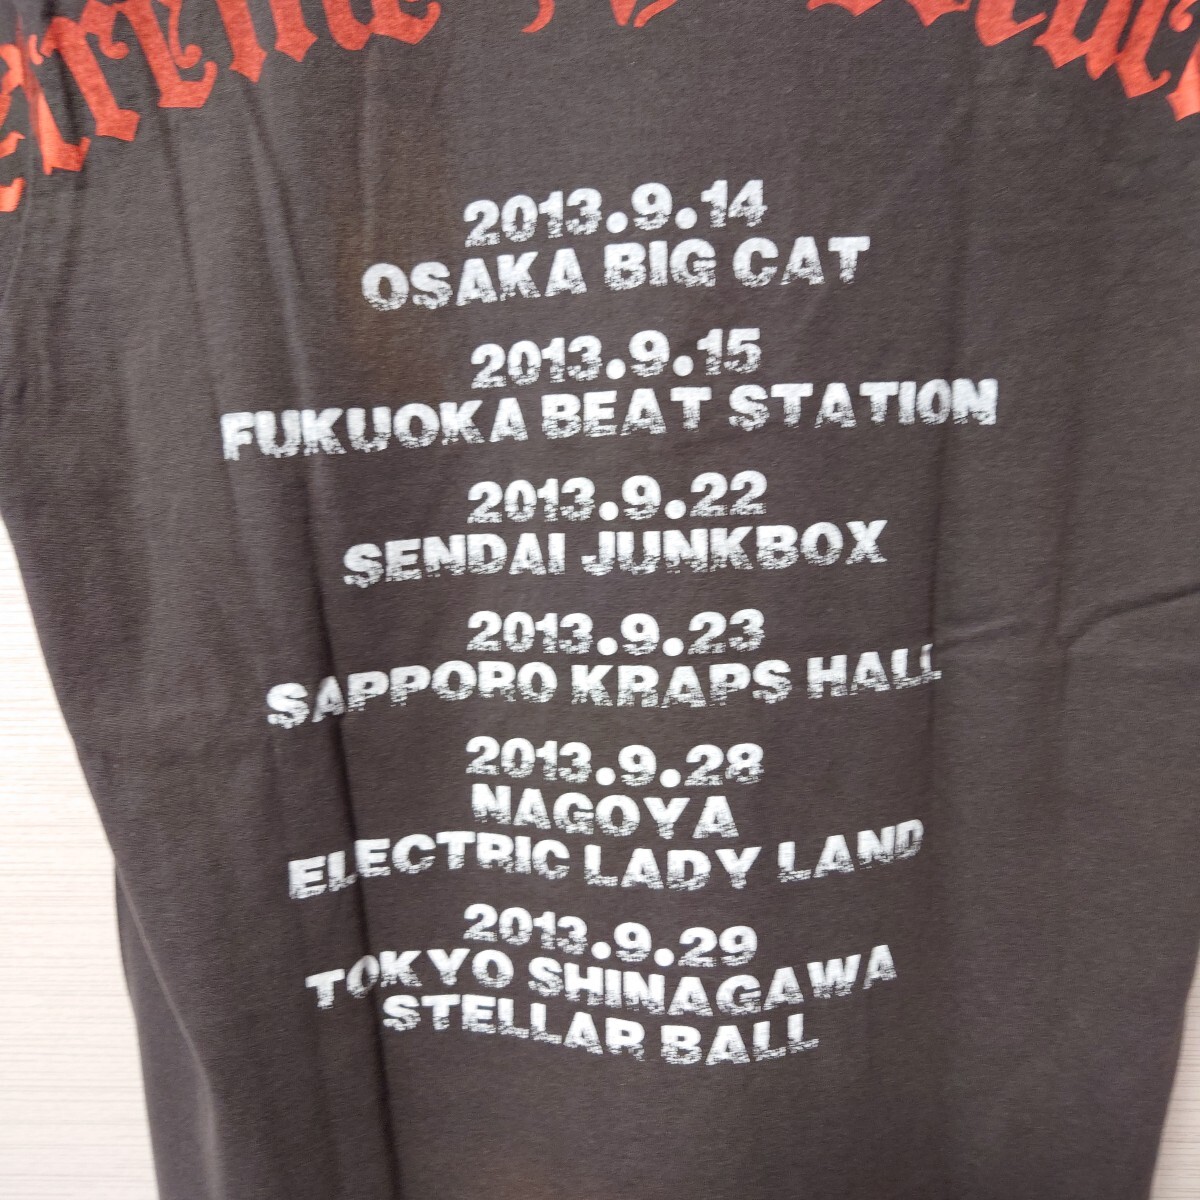 2013.9.14
OSAKA BIG CAT
2013.9.15
FUKUOKA BEAT STATION
2013.9.22
SENDAI JUNKBOX
2013.9.23
SAPPORO KRAPS HALL
2013.9.28
NAGOYA
ELECTRIC LADY LAND
2013.9.29
TOKYO SHINAGAWA
STELLAR BALL